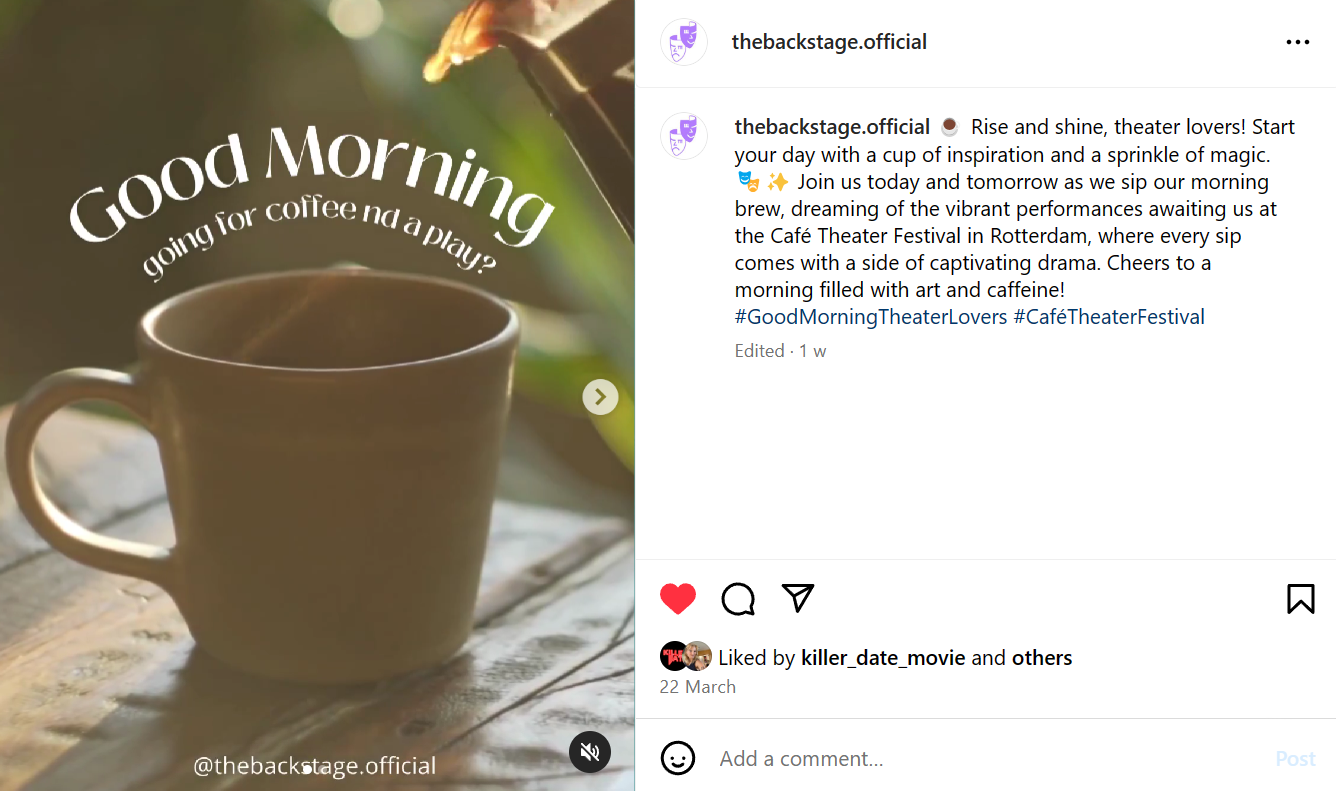 Good Morning
going for coffee nd a play?
@thebackstage.official
thebackstage.official
thebackstage.official ☕ Rise and shine, theater lovers! Start
your day with a cup of inspiration and a sprinkle of magic.
🎭 ✨ Join us today and tomorrow as we sip our morning
brew, dreaming of the vibrant performances awaiting us at
the Café Theater Festival in Rotterdam, where every sip
comes with a side of captivating drama. Cheers to a
morning filled with art and caffeine!
#GoodMorningTheaterLovers #CaféTheaterFestival
Edited · 1 w
Liked by killer_date_movie and others
22 March
Add a comment...
Post